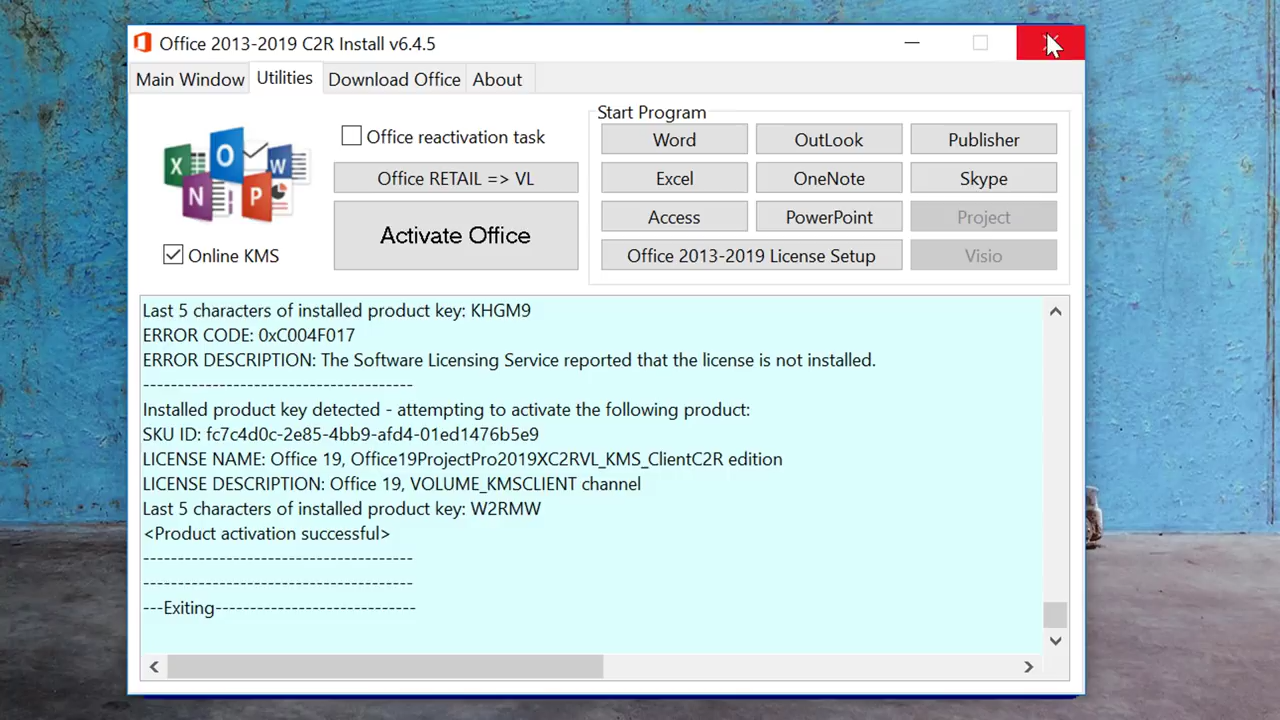 Office 2013-2019 C2R Install v6.4.5
Main Window Utilities Download Office About
Office reactivation task
Office RETAIL => VL
Activate Office
Online KMS
Start Program
Word OutLook Publisher
Excel OneNote Skype
Access PowerPoint Project
Office 2013-2019 License Setup Visio
Last 5 characters of installed product key: KHGM9
ERROR CODE: 0xC004F017
ERROR DESCRIPTION: The Software Licensing Service reported that the license is not installed.
-------------------------------------
Installed product key detected - attempting to activate the following product:
SKU ID: fc7c4d0c-2e85-4bb9-afd4-01ed1476b5e9
LICENSE NAME: Office 19, Office19ProjectPro2019XC2RVL_KMS_ClientC2R edition
LICENSE DESCRIPTION: Office 19, VOLUME_KMSCLIENT channel
Last 5 characters of installed product key: W2RMW
<Product activation successful>
-------------------------------------
-------------------------------------
---Exiting----------------------------
X O W N P